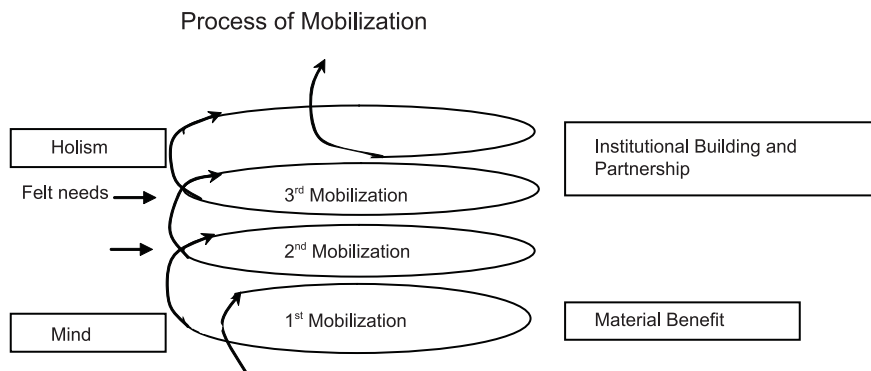 Process of Mobilization
Holism
Institutional Building and
Partnership
Felt needs
3rd Mobilization
2nd Mobilization
1st Mobilization
Mind
Material Benefit